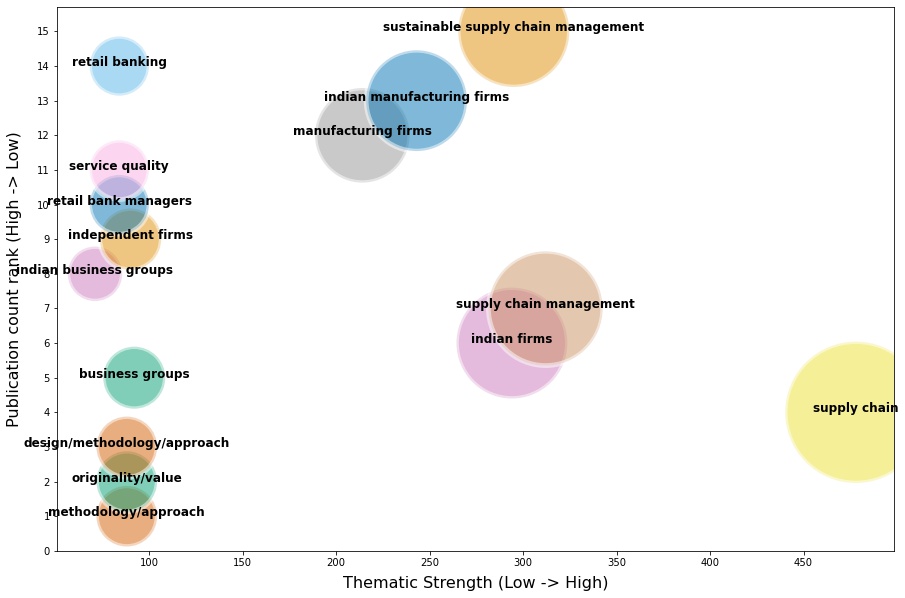 15
sustainable supply chain management
14
retail banking
13
indian manufacturing firms
12
manufacturing firms
11
service quality
10
retail bank managers
9
independent firms
8
indian business groups
7
supply chain management
6
indian firms
5
business groups
4
supply chain
3
design/methodology/approach
2
originality/value
1
methodology/approach
0
Publication count rank (High -> Low)
100 150 200 250 300 350 400 450
Thematic Strength (Low -> High)